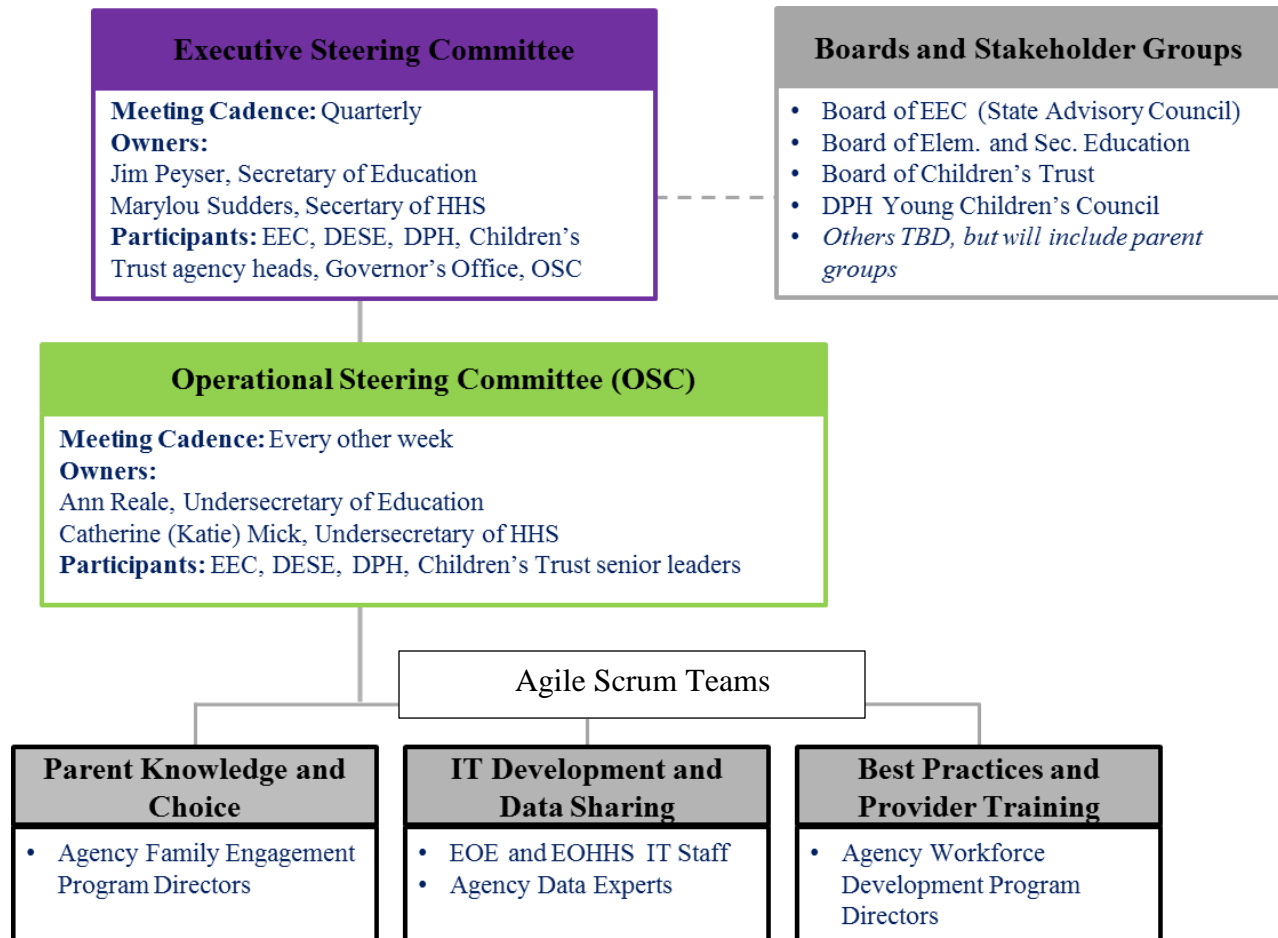 Executive Steering Committee
Meeting Cadence: Quarterly
Owners:
Jim Peyser, Secretary of Education
Marylou Sudders, Secertary of HHS
Participants: EEC, DESE, DPH, Children’s
Trust agency heads, Governor’s Office, OSC
Boards and Stakeholder Groups
• Board of EEC (State Advisory Council)
• Board of Elem. and Sec. Education
• Board of Children’s Trust
• DPH Young Children’s Council
• Others TBD, but will include parent
groups
Operational Steering Committee (OSC)
Meeting Cadence: Every other week
Owners:
Ann Reale, Undersecretary of Education
Catherine (Katie) Mick, Undersecretary of HHS
Participants: EEC, DESE, DPH, Children’s Trust senior leaders
Agile Scrum Teams
Parent Knowledge and
Choice
• Agency Family Engagement
Program Directors
IT Development and
Data Sharing
• EOE and EOHHS IT Staff
• Agency Data Experts
Best Practices and
Provider Training
• Agency Workforce
Development Program
Directors